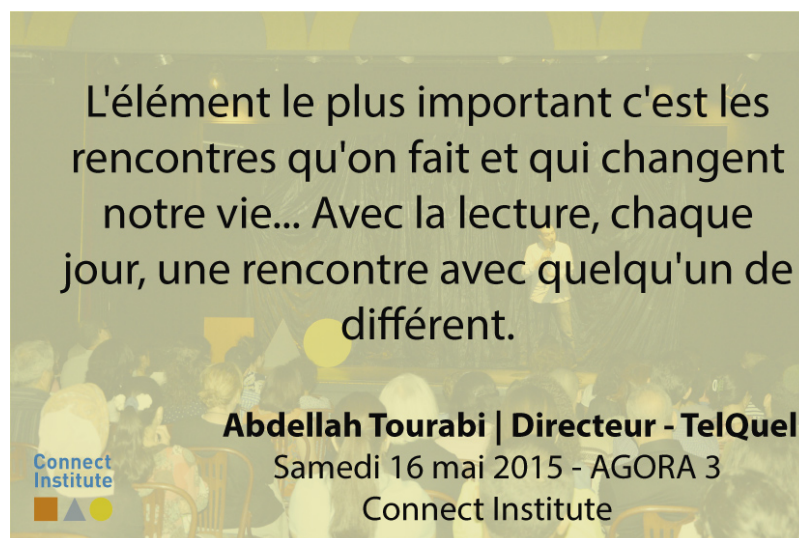 L'élément le plus important c'est les
rencontres qu'on fait et qui changent
notre vie... Avec la lecture, chaque
jour, une rencontre avec quelqu'un de
différent.
Abdellah Tourabi | Directeur - TelQuel
Samedi 16 mai 2015 - AGORA 3
Connect Institute
Connect
Institute